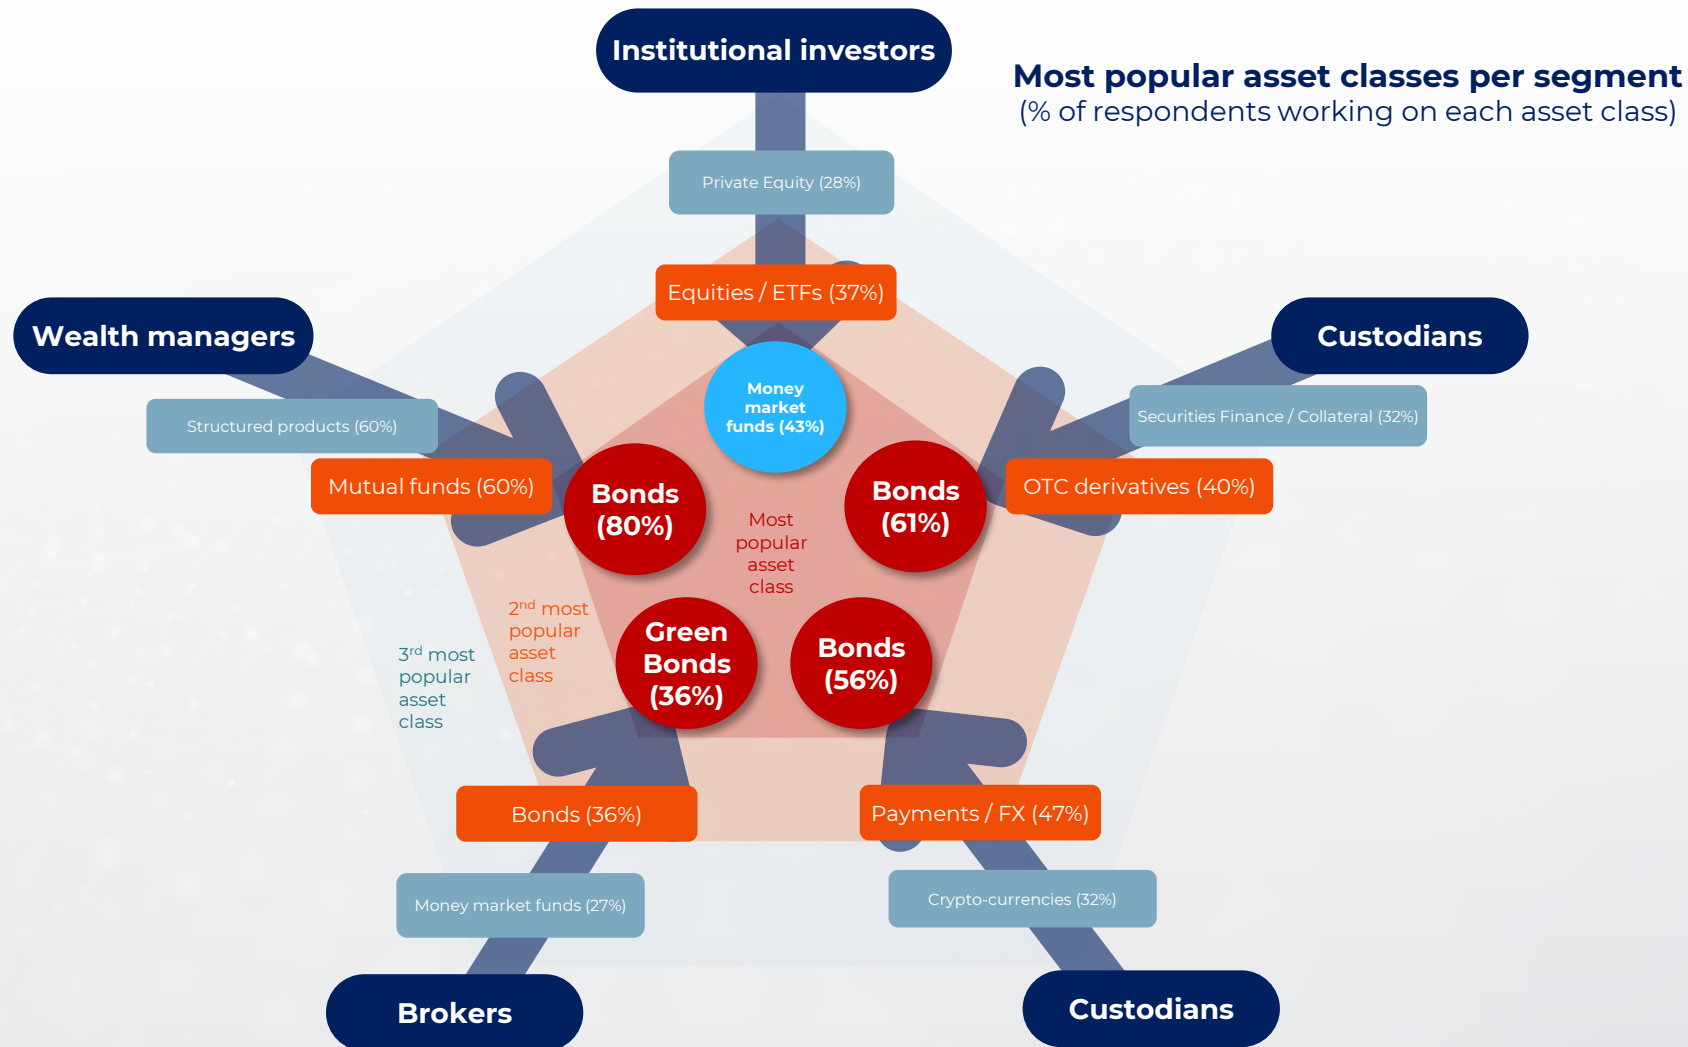 Institutional investors
Most popular asset classes per segment
(% of respondents working on each asset class)
Private Equity (28%)
Equities / ETFs (37%)
Wealth managers
Custodians
Money
market
funds (43%)
Structured products (60%)
Securities Finance / Collateral (32%)
Mutual funds (60%)
Bonds
(80%)
Bonds
(61%)
OTC derivatives (40%)
Most
popular
asset
class
2nd most
popular
asset
class
3rd most
popular
asset
class
Green
Bonds
(36%)
Bonds
(56%)
Bonds (36%)
Payments / FX (47%)
Money market funds (27%)
Crypto-currencies (32%)
Brokers
Custodians